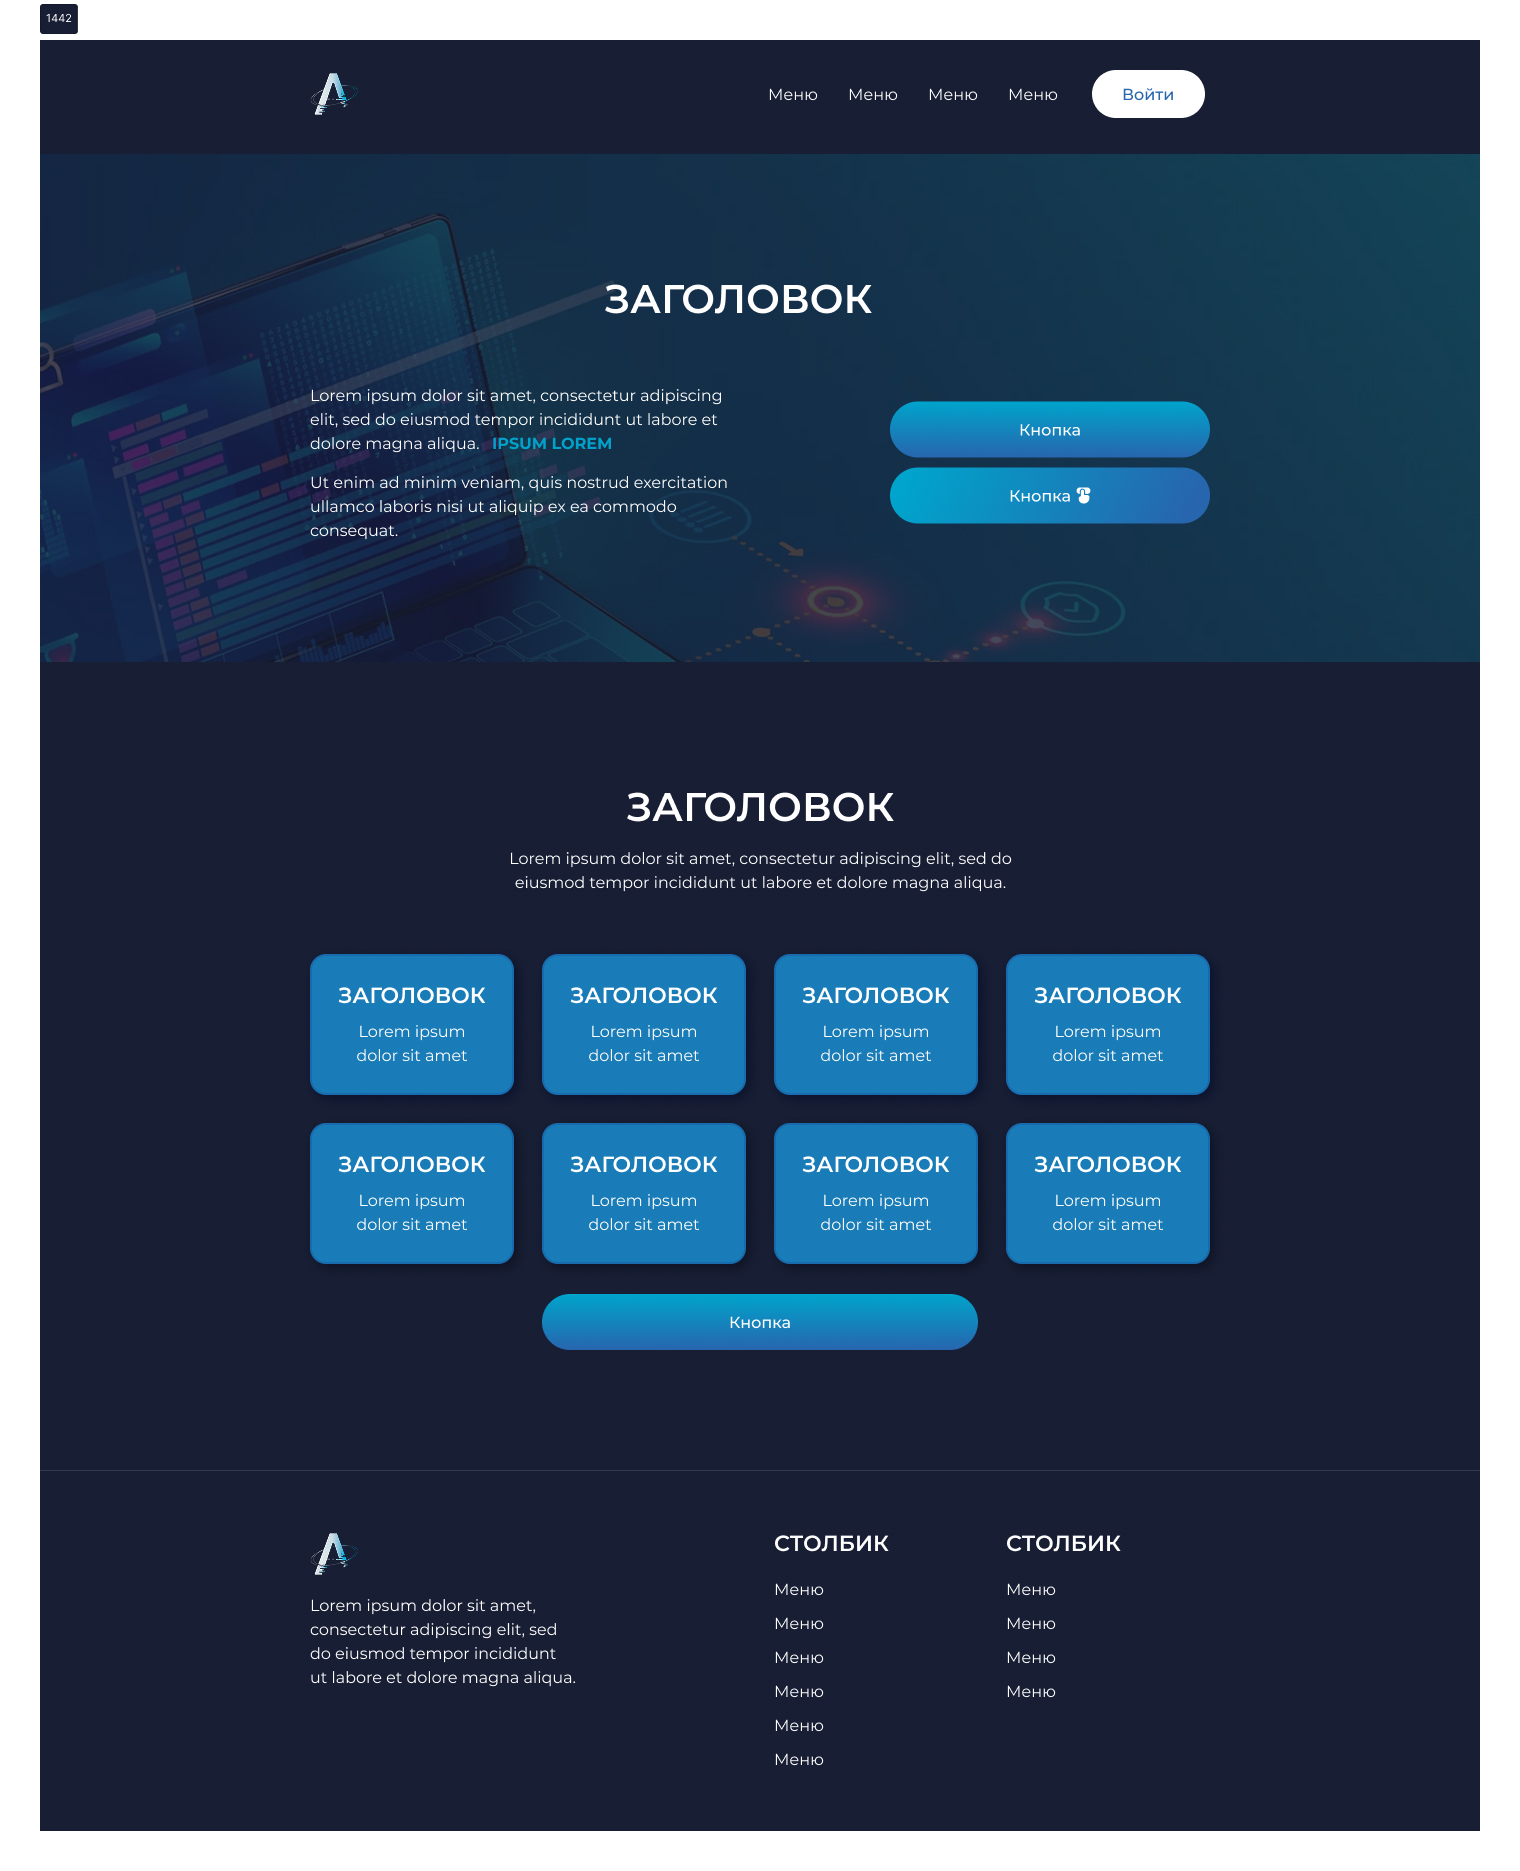 1442
Меню Меню Меню Меню Войти
ЗАГОЛОВОК
Lorem ipsum dolor sit amet, consectetur adipiscing
elit, sed do eiusmod tempor incididunt ut labore et
dolore magna aliqua. IPSUM LOREM
Ut enim ad minim veniam, quis nostrud exercitation
ullamco laboris nisi ut aliquip ex ea commodo
consequat.
Кнопка
Кнопка
ЗАГОЛОВОК
Lorem ipsum dolor sit amet, consectetur adipiscing elit, sed do
eiusmod tempor incididunt ut labore et dolore magna aliqua.
ЗАГОЛОВОК
Lorem ipsum
dolor sit amet
ЗАГОЛОВОК
Lorem ipsum
dolor sit amet
ЗАГОЛОВОК
Lorem ipsum
dolor sit amet
ЗАГОЛОВОК
Lorem ipsum
dolor sit amet
ЗАГОЛОВОК
Lorem ipsum
dolor sit amet
ЗАГОЛОВОК
Lorem ipsum
dolor sit amet
ЗАГОЛОВОК
Lorem ipsum
dolor sit amet
ЗАГОЛОВОК
Lorem ipsum
dolor sit amet
Кнопка
Lorem ipsum dolor sit amet,
consectetur adipiscing elit, sed
do eiusmod tempor incididunt
ut labore et dolore magna aliqua.
СТОЛБИК
Меню
Меню
Меню
Меню
Меню
Меню
СТОЛБИК
Меню
Меню
Меню
Меню